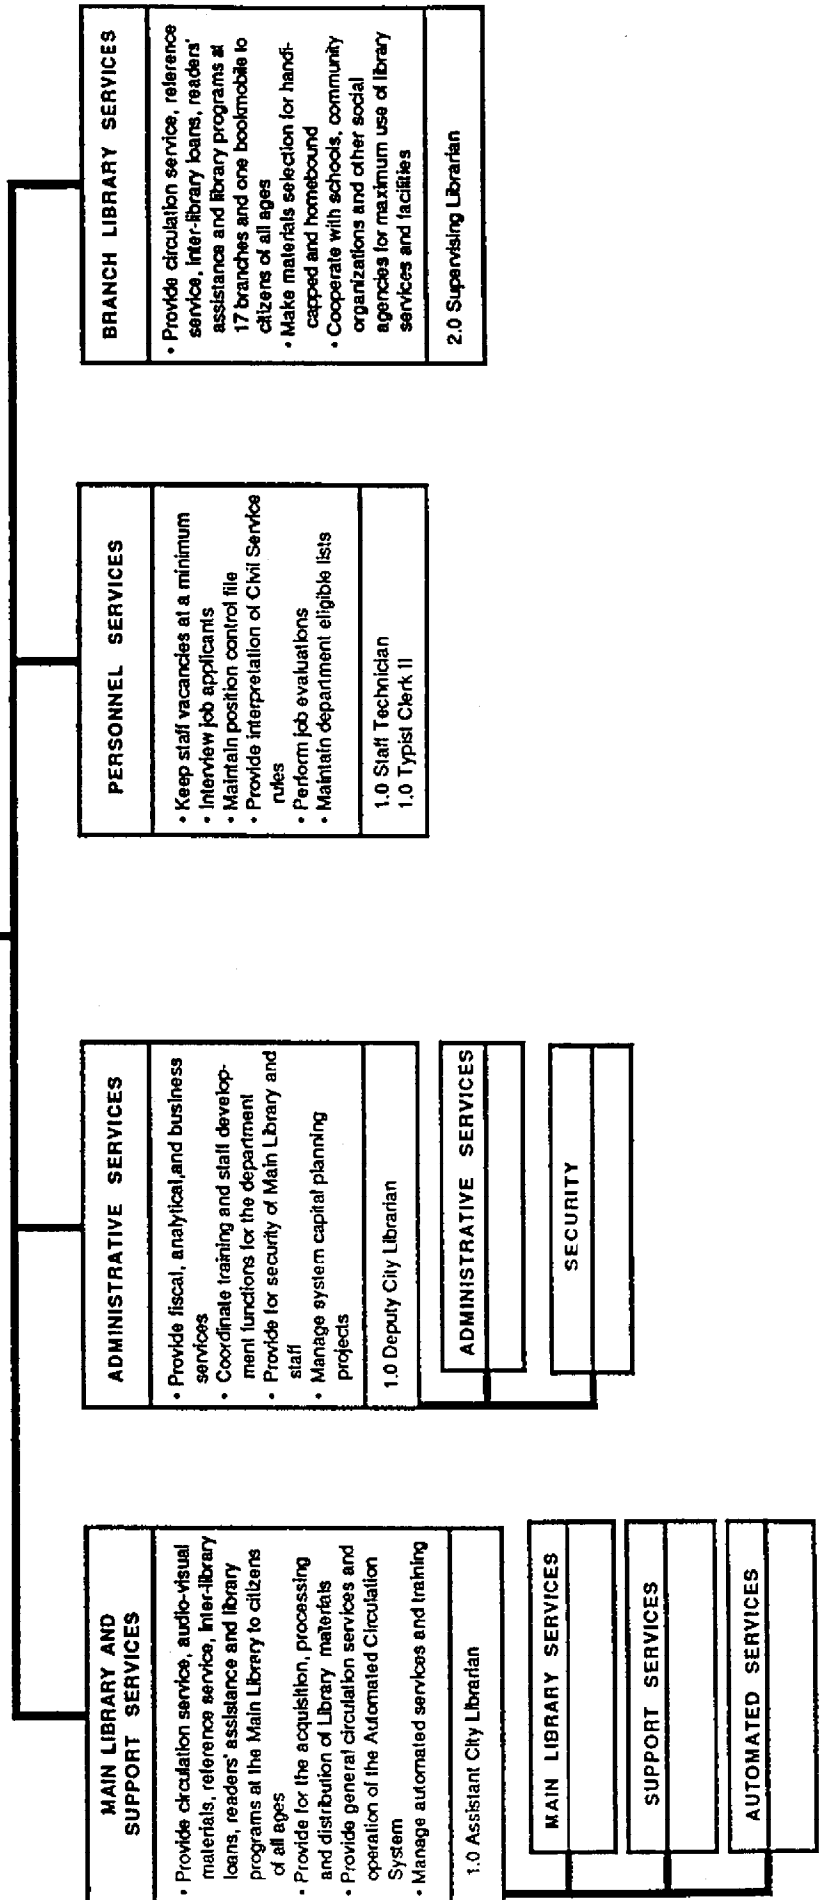 MAIN LIBRARY AND
SUPPORT SERVICES
• Provide circulation service, audio-visual
materials, reference service, inter-library
loans, readers' assistance and library
programs at the Main Library to citizens
of all ages
• Provide for the acquisition, processing
and distribution of Library materials
• Provide general circulation services and
operation of the Automated Circulation
System
• Manage automated services and training
1.0 Assistant City Librarian
MAIN LIBRARY SERVICES
SUPPORT SERVICES
AUTOMATED SERVICES
ADMINISTRATIVE SERVICES
• Provide fiscal, analytical,and business
services
• Coordinate training and staff develop-
ment functions for the department
• Provide for security of Main Library and
staff
• Manage system capital planning
projects
1.0 Deputy City Librarian
ADMINISTRATIVE SERVICES
SECURITY
PERSONNEL SERVICES
• Keep staff vacancies at a minimum
• Interview job applicants
• Maintain position control file
• Provide interpretation of Civil Service
rules
• Perform job evaluations
• Maintain department eligible lists
1.0 Staff Technician
1.0 Typist Clerk II
BRANCH LIBRARY SERVICES
• Provide circulation service, reference
service, inter-library loans, readers'
assistance and library programs at
17 branches and one bookmobile to
citizens of all ages
• Make materials selection for handi-
capped and homebound
• Cooperate with schools, community
organizations and other social
agencies for maximum use of library
services and facilities
2.0 Supervising Librarian